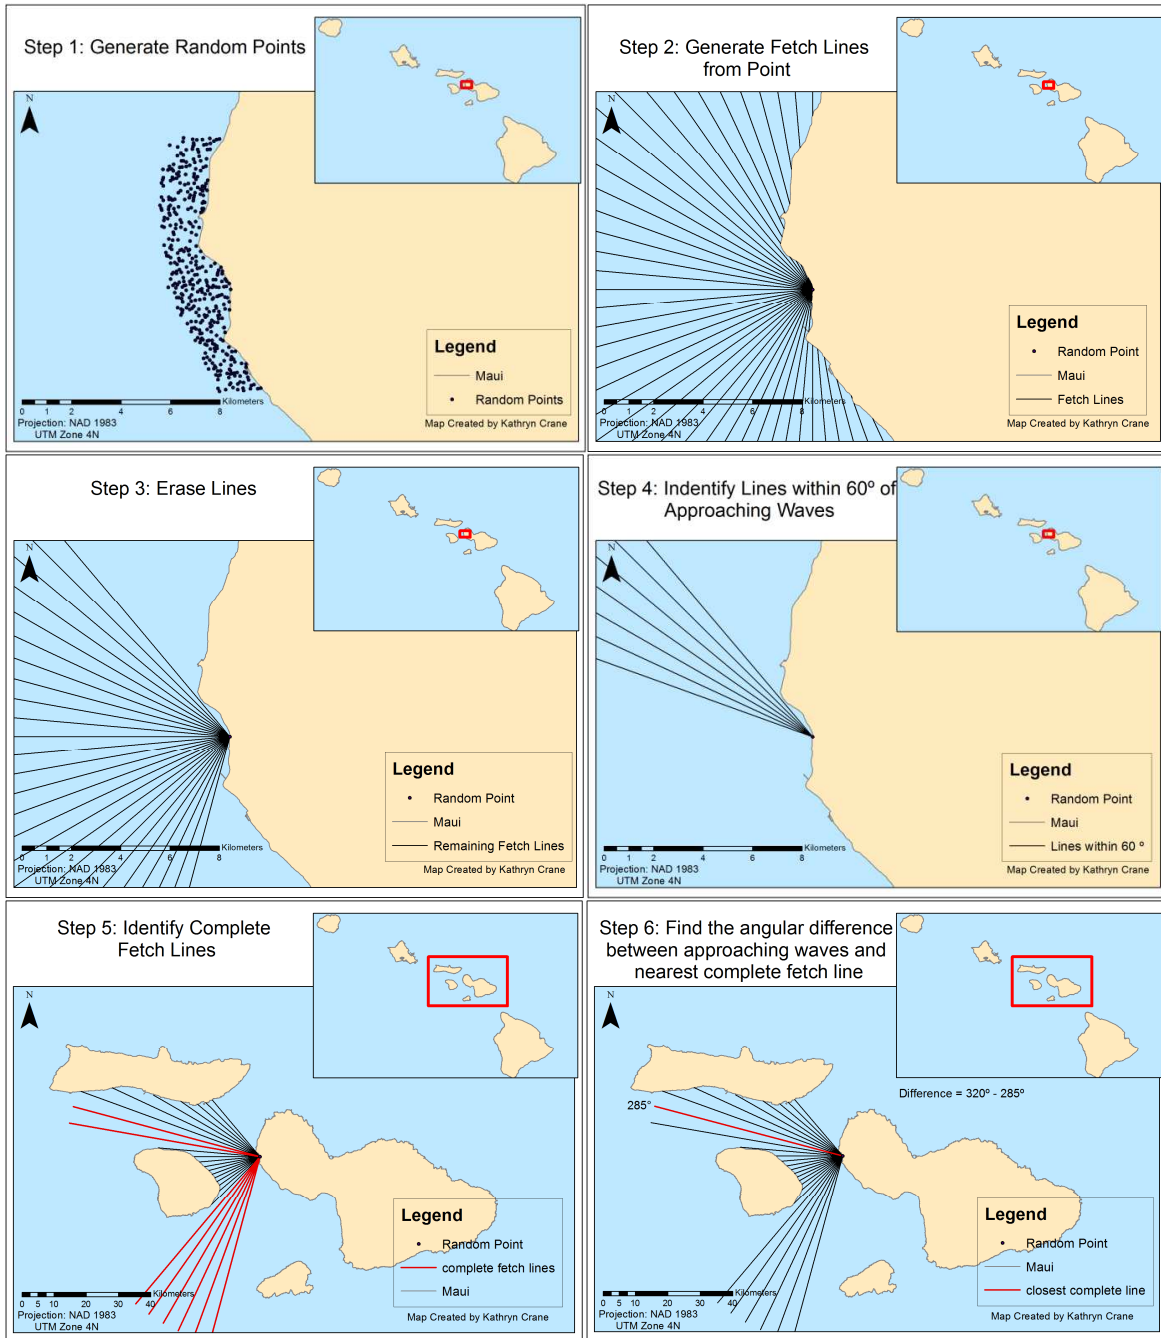 Step 1: Generate Random Points
N
Legend
Maui
Random Points
0 1 2 4 6 8 Kilometers
Projection: NAD 1983
UTM Zone 4N
Map Created by Kathryn Crane
Step 2: Generate Fetch Lines
from Point
N
Legend
Random Point
Maui
Fetch Lines
0 1 2 4 6 8 Kilometers
Projection: NAD 1983
UTM Zone 4N
Map Created by Kathryn Crane
Step 3: Erase Lines
N
Legend
Random Point
Maui
Remaining Fetch Lines
0 1 2 4 6 8 Kilometers
Projection: NAD 1983
UTM Zone 4N
Map Created by Kathryn Crane
Step 4: Indentify Lines within 60º of
Approaching Waves
N
Legend
Random Point
Maui
Lines within 60 º
0 1 2 4 6 8 Kilometers
Projection: NAD 1983
UTM Zone 4N
Map Created by Kathryn Crane
Step 5: Identify Complete
Fetch Lines
N
Legend
Random Point
complete fetch lines
Maui
0 5 10 20 30 40 Kilometers
Projection: NAD 1983
UTM Zone 4N
Map Created by Kathryn Crane
Step 6: Find the angular difference
between approaching waves and
nearest complete fetch line
N
Difference = 320º - 285º
285°
Legend
Random Point
Maui
closest complete line
0 5 10 20 30 40 Kilometers
Projection: NAD 1983
UTM Zone 4N
Map Created by Kathryn Crane